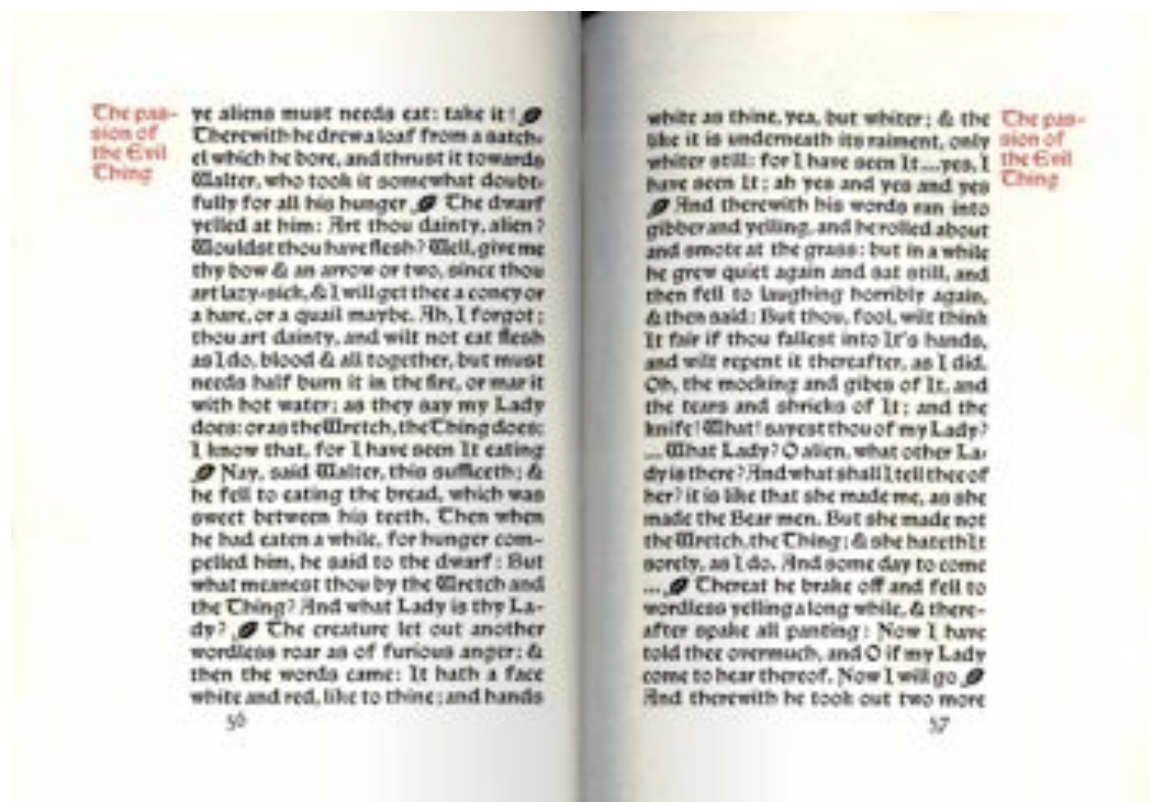 The pas-
sion of
the Evil
Thing
ye aliens must needs eat: take it!
Therewith he drew a loaf from a satch-
el which he bore, and thrust it towards
Walter, who took it somewhat doubt-
fully for all his hunger The dwarf
yelled at him: Art thou dainty, alien?
Wouldst thou have flesh? Well, give me
thy bow & an arrow or two, since thou
art lazy-sick, & I will get thee a coney or
a hare, or a quail maybe. Ah, I forgot;
thou art dainty, and wilt not eat flesh
as I do, blood & all together, but must
needs half burn it in the fire, or mar it
with hot water; as they say my Lady
does: or as the Wretch, the Thing does;
I know that, for I have seen It eating
Nay, said Walter, this sufficeth; &
he fell to eating the bread, which was
sweet between his teeth. Then when
he had eaten a while, for hunger com-
pelled him, he said to the dwarf: But
what meanest thou by the Wretch and
the Thing? And what Lady is thy La-
dy? The creature let out another
wordless roar as of furious anger; &
then the words came: It hath a face
white and red, like to thine; and hands
56
white as thine, yea, but whiter; & the
like it is underneath its raiment, only
whiter still: for I have seen It...yes, I
have seen It; ah yes and yes and yes
And therewith his words ran into
gibber and yelling, and he rolled about
and smote at the grass: but in a while
he grew quiet again and sat still, and
then fell to laughing horribly again,
& then said: But thou, fool, wilt think
It fair if thou fallest into It's hands,
and wilt repent it thereafter, as I did.
Oh, the mocking and gibes of It, and
the tears and shrieks of It; and the
knife! What! sayest thou of my Lady?
... What Lady? O alien, what other La-
dy is there? And what shall I tell thee of
her? it is like that she made me, as she
made the Bear men. But she made not
the Wretch, the Thing; & she hateth It
sorely, as I do. And some day to come
... Thereat he brake off and fell to
wordless yelling a long while, & there-
after spake all panting: Now I have
told thee overmuch, and O if my Lady
come to hear thereof. Now I will go
And therewith he took out two more
57
The pas-
sion of
the Evil
Thing